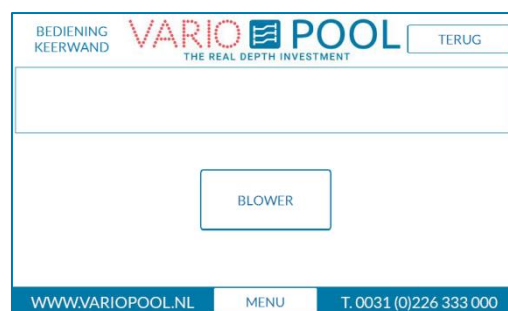 BEDIENING
KEERWAND
VARIO POOL
THE REAL DEPTH INVESTMENT
TERUG
BLOWER
WWW.VARIOPOOL.NL
MENU
T. 0031 (0)226 333 000